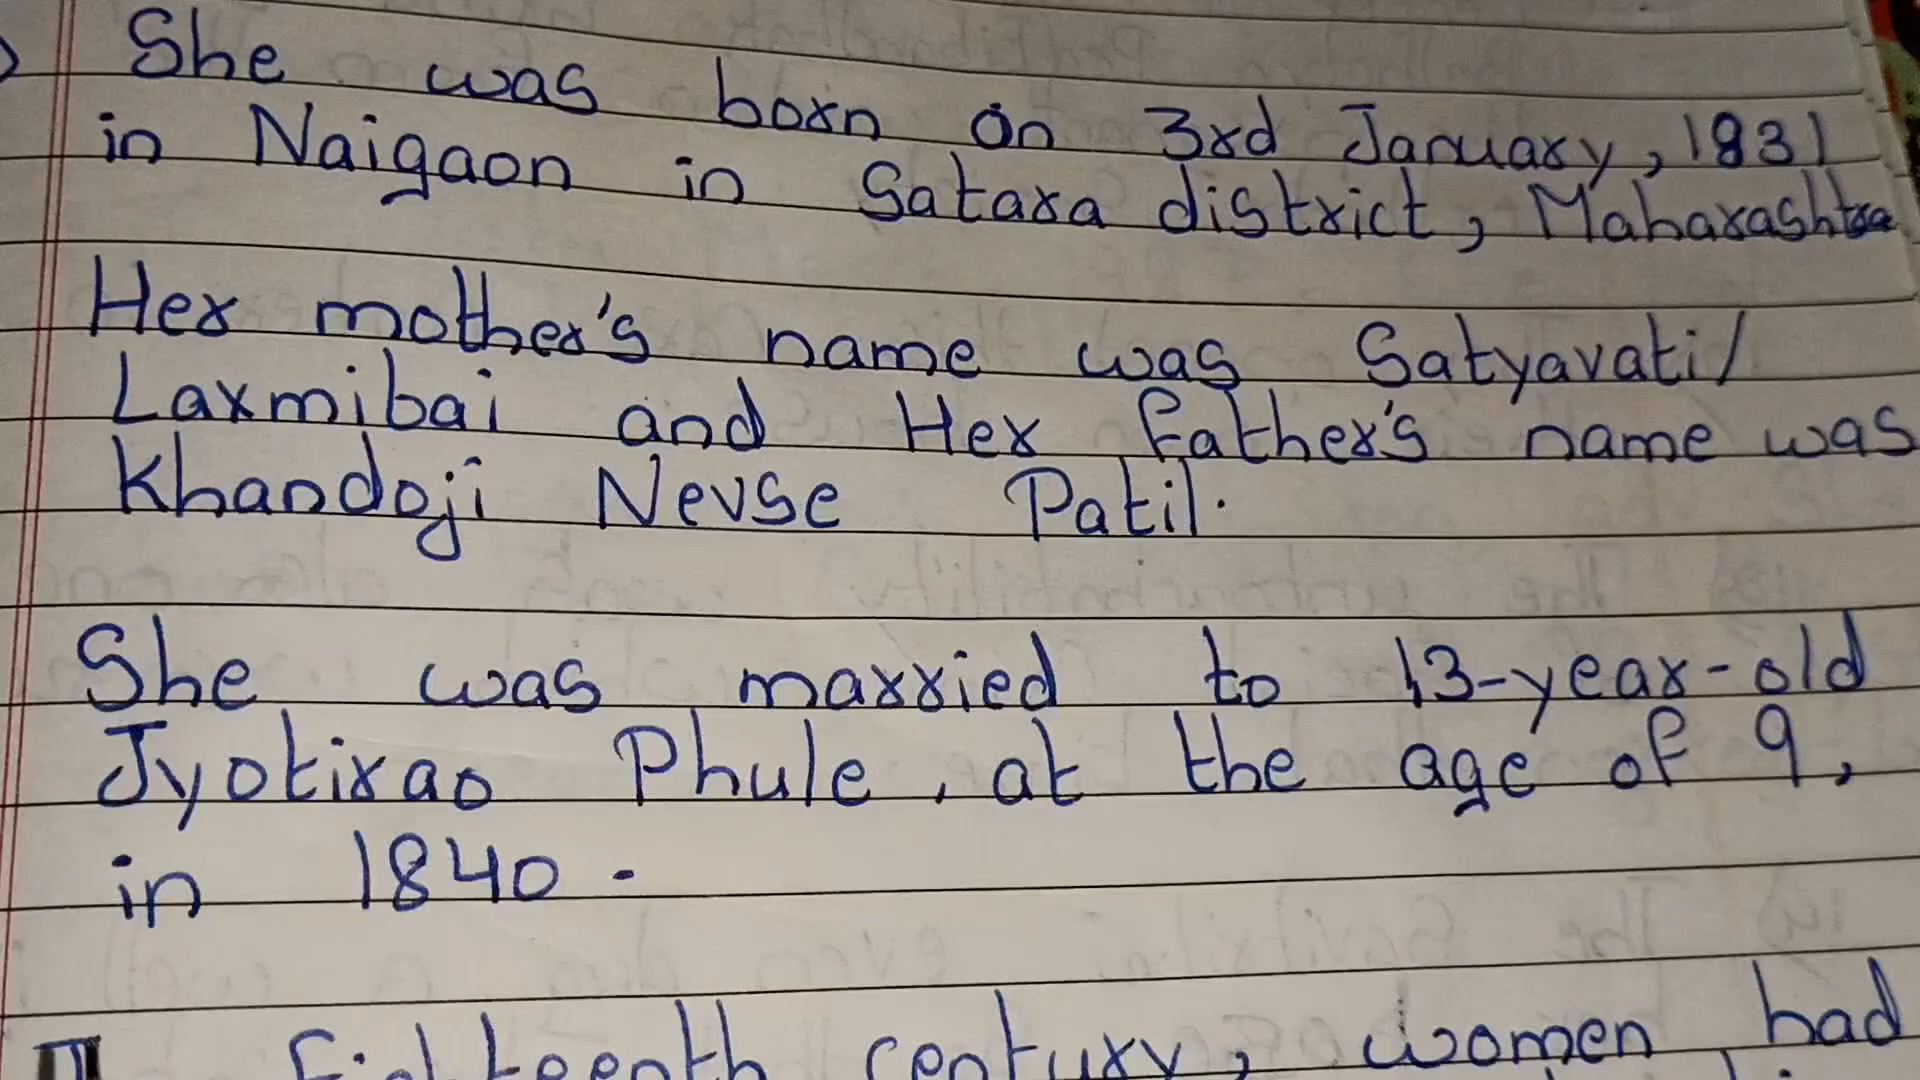 She was born on 3rd January, 1831
in Naigaon in Satara district, Maharashtra
Her mother's name was Satyavati/
Laxmibai and Her father's name was
Khandoji Nevse Patil.
She was married to 13-year-old
Jyotirao Phule, at the age of 9,
in 1840.
Eighteenth century, women had